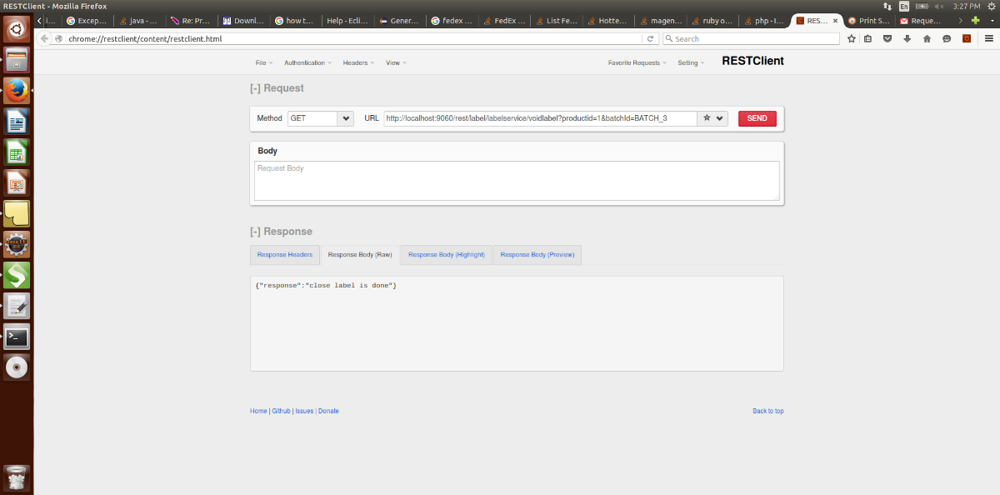 RESTClient - Mozilla Firefox
En
3:27 PM
i...
Excep...
java - ...
Re: Pr...
Downl...
how t...
Help - Ecli...
Gener...
fedex ...
FedEx ...
List Fe...
Hotte...
magen...
ruby o...
php - I...
RES...
Print S...
Reque...
chrome://restclient/content/restclient.html
Search
File
Authentication
Headers
View
Favorite Requests
Setting
RESTClient
[-] Request
Method
GET
URL
http://localhost:9060/rest/label/labelservice/voidlabel?productid=1&batchId=BATCH_3
SEND
Body
Request Body
[-] Response
Response Headers
Response Body (Raw)
Response Body (Highlight)
Response Body (Preview)
{"response":"close label is done"}
Home | Github | Issues | Donate
Back to top